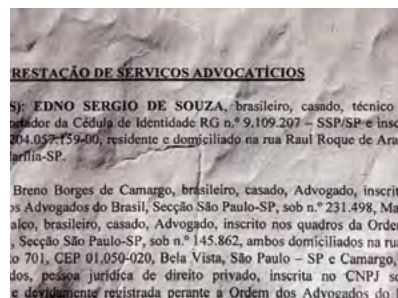 RESTAÇÃO DE SERVIÇOS ADVOCATÍCIOS
S): EDNO SERGIO DE SOUZA, brasileiro, casado, técnico
ortador da Cédula de Identidade RG n.º 9.109.207 – SSP/SP e insc
204.057.159-00, residente e domiciliado na rua Raul Roque de Ara
Marília-SP.
Breno Borges de Camargo, brasileiro, casado, Advogado, inscrit
os Advogados do Brasil, Secção São Paulo-SP, sob n.º 231.498, Ma
alco, brasileiro, casado, Advogado, inscrito nos quadros da Orde
, Secção São Paulo-SP, sob n.º 145.862, ambos domiciliados na rua
o 701, CEP 01.050-020, Bela Vista, São Paulo – SP e Camargo,
dos, pessoa jurídica de direito privado, inscrita no CNPJ so
e devidamente registrada perante a Ordem dos Advogados do